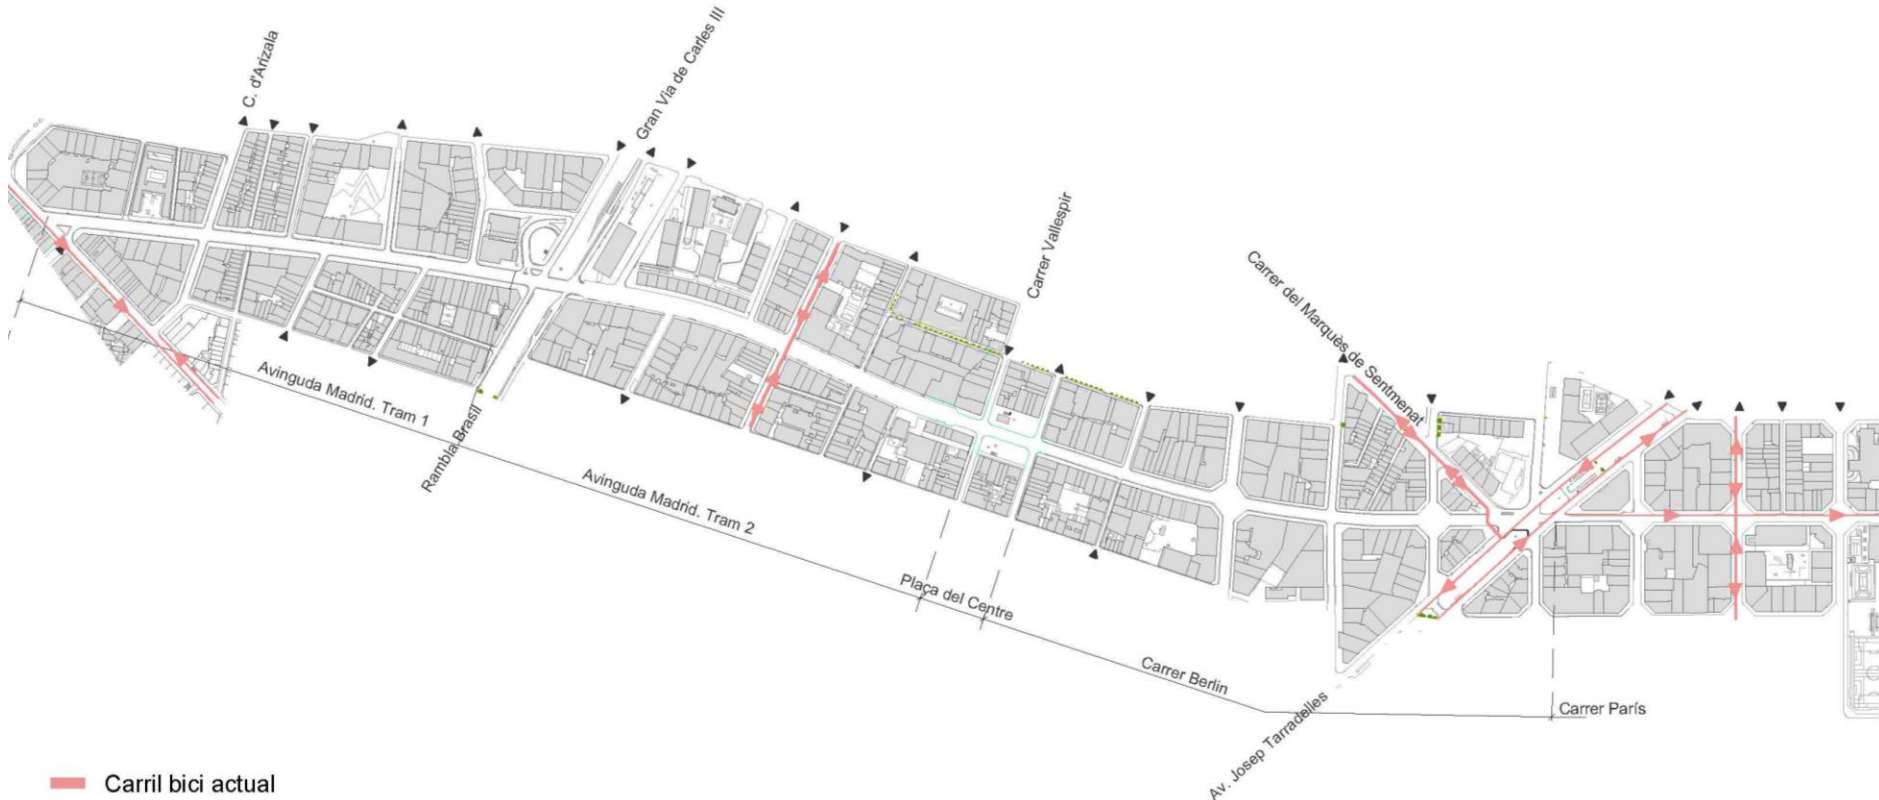 C. d'Arizala
Gran Via de Carles III
Carrer Vallespir
Carrer del Marquès de Sentmenat
Avinguda Madrid. Tram 1
Rambla Brasil
Avinguda Madrid. Tram 2
Plaça del Centre
Carrer Berlin
Av. Josep Tarradelles
Carrer París
Carril bici actual